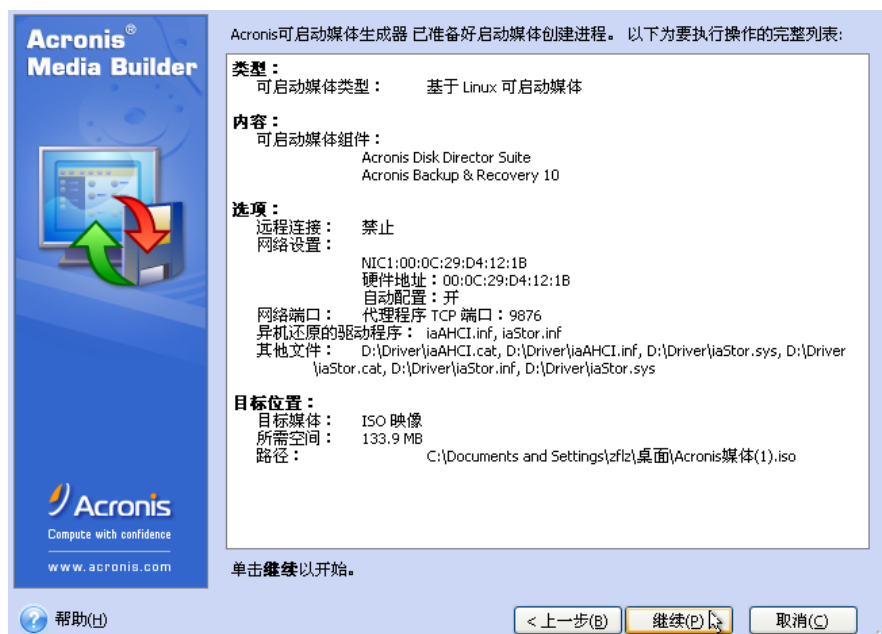 Acronis®
Media Builder
Acronis可启动媒体生成器 已准备好启动媒体创建进程。 以下为要执行操作的完整列表:
类型：
可启动媒体类型： 基于 Linux 可启动媒体
内容：
可启动媒体组件：
Acronis Disk Director Suite
Acronis Backup & Recovery 10
选项：
远程连接： 禁止
网络设置：
NIC1:00:0C:29:D4:12:1B
硬件地址：00:0C:29:D4:12:1B
自动配置：开
网络端口： 代理程序 TCP 端口：9876
异机还原的驱动程序： iaAHCI.inf, iaStor.inf
其他文件： D:\Driver\iaAHCI.cat, D:\Driver\iaAHCI.inf, D:\Driver\iaStor.sys, D:\Driver
\iaStor.cat, D:\Driver\iaStor.inf, D:\Driver\iaStor.sys
目标位置：
目标媒体： ISO 映像
所需空间： 133.9 MB
路径： C:\Documents and Settings\zflz\桌面\Acronis媒体(1).iso
Acronis
Compute with confidence
www.acronis.com
单击继续以开始。
帮助(H)
<上一步(B)
继续(P)
取消(C)